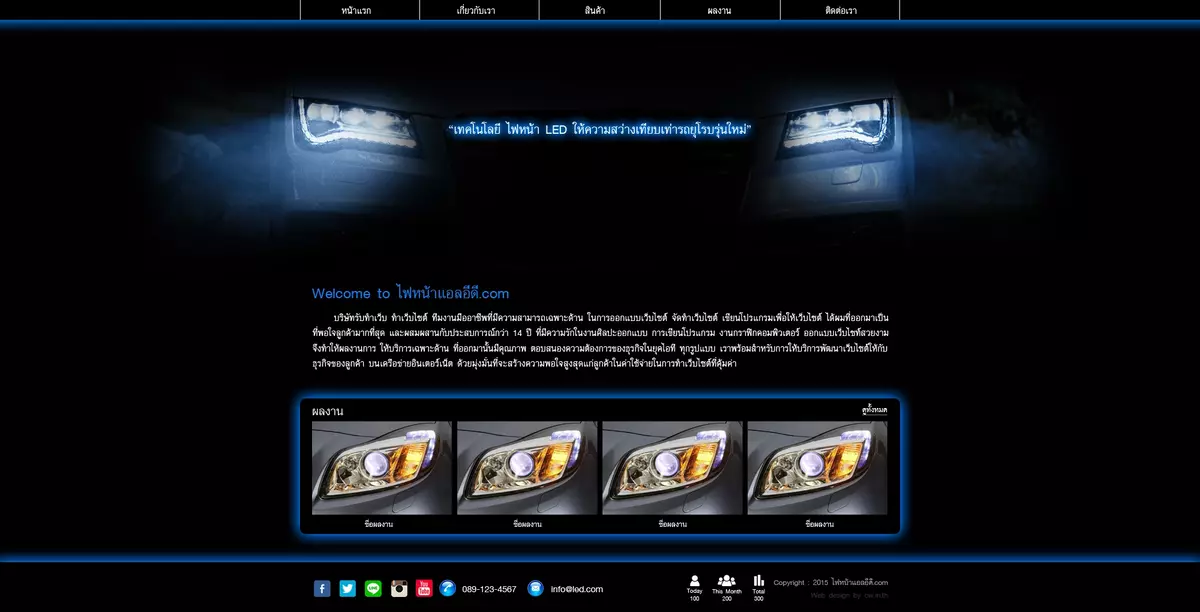 หน้าแรก
เกี่ยวกับเรา
สินค้า
ผลงาน
ติดต่อเรา
“เทคโนโลยี ไฟหน้า LED ให้ความสว่างเทียบเท่ารถยุโรบรุ่นใหม่”
Welcome to ไฟหน้าแอลอีดี.com
บริษัทรับทำเว็บ ทำเว็บไซต์ ทีมงานมืออาชีพที่มีความสามารถเฉพาะด้าน ในการออกแบบเว็บไซต์ จัดทำเว็บไซต์ เขียนโปรแกรมเพื่อให้เว็บไซต์ ได้ผมที่ออกมาเป็น
ที่พอใจลูกค้ามากที่สุด และผสมผสานกับประสบการณ์กว่า 14 ปี ที่มีความรักในงานศิลปะออกแบบ การเขียนโปรแกรม งานกราฟิกคอมพิวเตอร์ ออกแบบเว็บไซท์สวยงาม
จึงทำให้ผลงานการ ให้บริการเฉพาะด้าน ที่ออกมานั้นมีคุณภาพ ตอบสนองความต้องการของธุรกิจในยุคไอที ทุกรูปแบบ เราพร้อมสำหรับการให้บริการพัฒนาเว็บไซต์ให้กับ
ธุรกิจของลูกค้า บนเครือข่ายอินเตอร์เน็ต ด้วยมุ่งมั่นที่จะสร้างความพอใจสูงสุดแก่ลูกค้าในค่าใช้จ่ายในการทำเว็บไซต์ที่คุ้มค่า
ผลงาน
ดูทั้งหมด
ชื่อผลงาน
ชื่อผลงาน
ชื่อผลงาน
ชื่อผลงาน
f
LINE
You Tube
089-123-4567
info@led.com
Today
100
This Month
200
Total
300
Copyright : 2015 ไฟหน้าแอลอีดี.com
Web design by